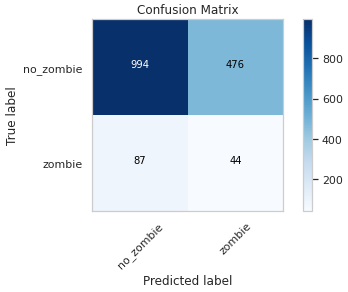 Confusion Matrix
True label
no_zombie
994
476
zombie
87
44
no_zombie
zombie
Predicted label
800
600
400
200